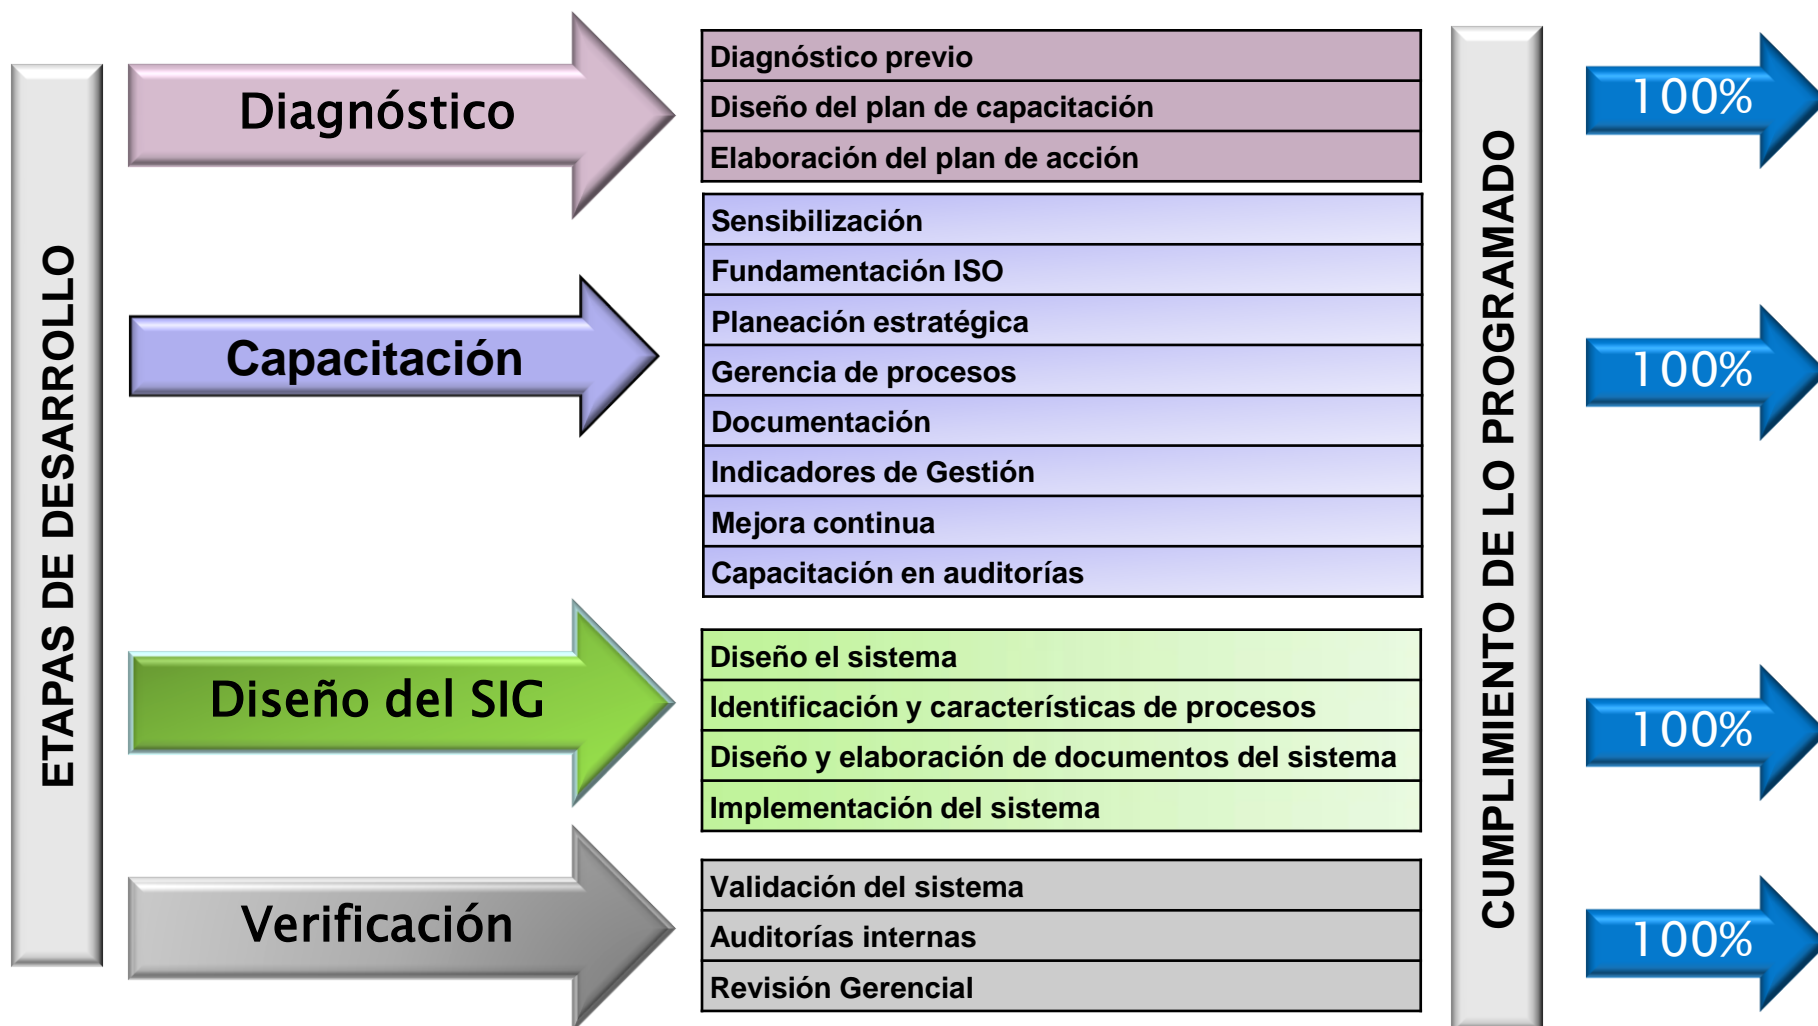 ETAPAS DE DESARROLLO
Diagnóstico
Diagnóstico previo
Diseño del plan de capacitación
Elaboración del plan de acción
100%
Capacitación
Sensibilización
Fundamentación ISO
Planeación estratégica
Gerencia de procesos
Documentación
Indicadores de Gestión
Mejora continua
Capacitación en auditorías
100%
Diseño del SIG
Diseño el sistema
Identificación y características de procesos
Diseño y elaboración de documentos del sistema
Implementación del sistema
100%
Verificación
Validación del sistema
Auditorías internas
Revisión Gerencial
100%
CUMPLIMIENTO DE LO PROGRAMADO